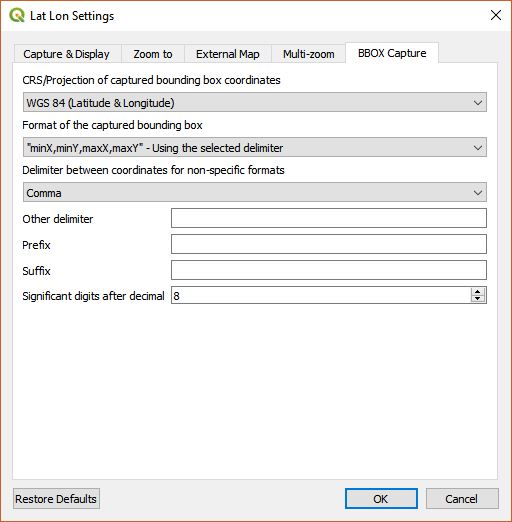 Lat Lon Settings
Capture & Display
Zoom to
External Map
Multi-zoom
BBOX Capture
CRS/Projection of captured bounding box coordinates
WGS 84 (Latitude & Longitude)
Format of the captured bounding box
"minX,minY,maxX,maxY" - Using the selected delimiter
Delimiter between coordinates for non-specific formats
Comma
Other delimiter
Prefix
Suffix
Significant digits after decimal 8
Restore Defaults
OK
Cancel